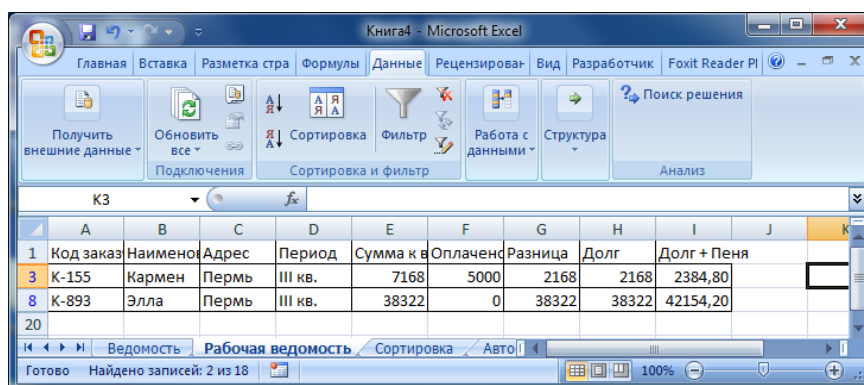 Книга4 - Microsoft Excel
Главная Вставка Разметка стра Формулы Данные Рецензирован Вид Разработчик Foxit Reader PI
Получить внешние данные
Обновить все
Подключения
Сортировка
Фильтр
Сортировка и фильтр
Работа с данными
Структура
Поиск решения
Анализ
K3 fx
A B C D E F G H I J K
1 Код заказ Наименов Адрес Период Сумма к в Оплачено Разница Долг Долг + Пеня
3 К-155 Кармен Пермь III кв. 7168 5000 2168 2168 2384,80
8 К-893 Элла Пермь III кв. 38322 0 38322 38322 42154,20
20
Ведомость Рабочая ведомость Сортировка Авто
Готово Найдено записей: 2 из 18 100%